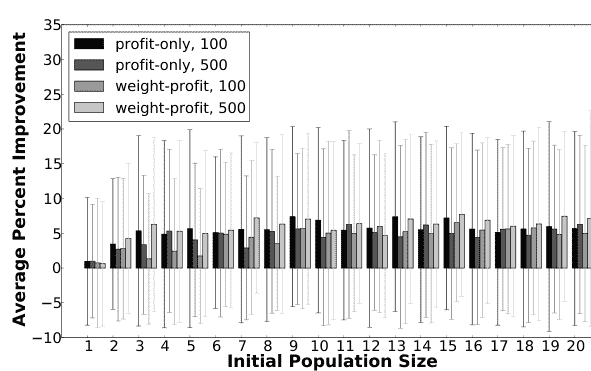 35
30
25
20
15
10
5
0
−5
−10
Average Percent Improvement
profit-only, 100
profit-only, 500
weight-profit, 100
weight-profit, 500
1 2 3 4 5 6 7 8 9 10 11 12 13 14 15 16 17 18 19 20
Initial Population Size